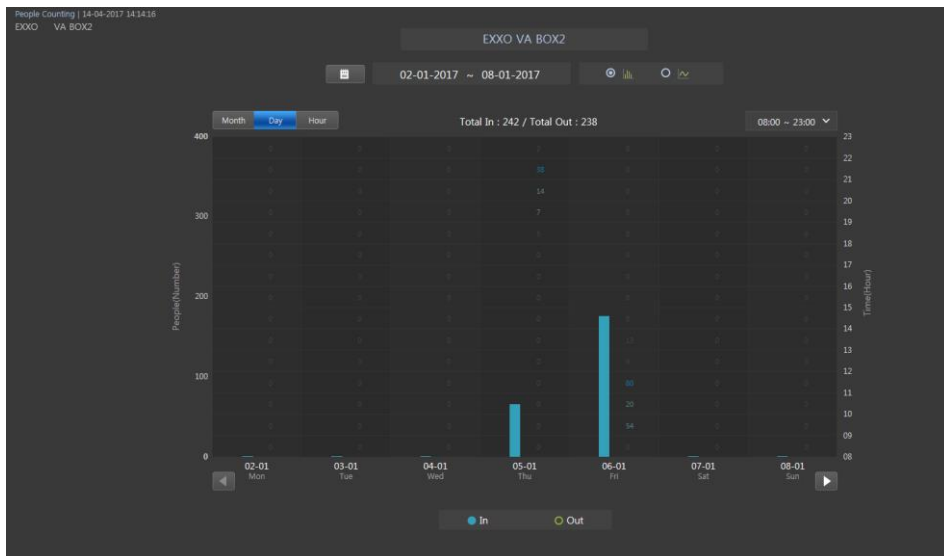 People Counting | 14-04-2017 14:14:16
EXXO VA BOX2
EXXO VA BOX2
02-01-2017 ~ 08-01-2017
Month Day Hour
Total In : 242 / Total Out : 238
08:00 ~ 23:00
400
300
200
100
0
People(Number)
14
7
80
20
54
23
22
21
20
19
18
17
16
15
14
13
12
11
10
09
08
Time(Hour)
02-01 03-01 04-01 05-01 06-01 07-01 08-01
Mon Tue Wed Thu Fri Sat Sun
In Out